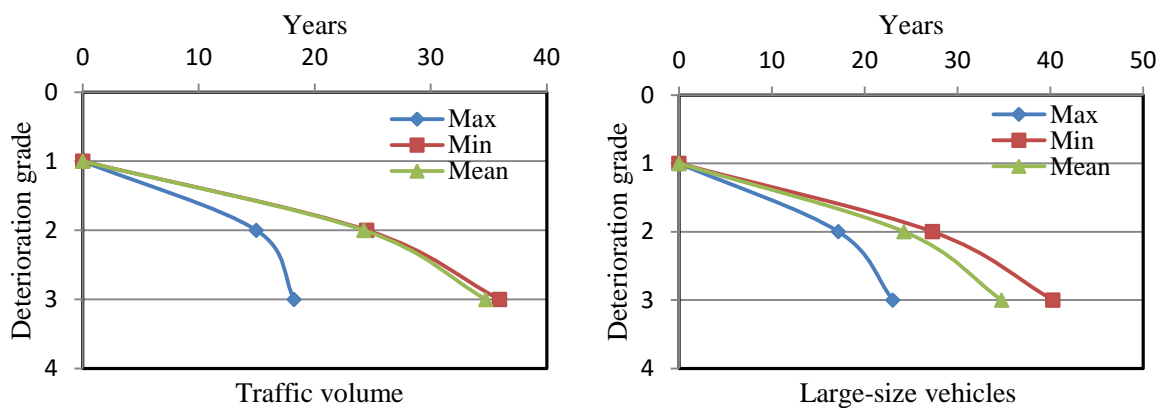 Years
0 10 20 30 40
0
1
2
3
4
Deterioration grade
Max
Min
Mean
Traffic volume
Years
0 10 20 30 40 50
0
1
2
3
4
Deterioration grade
Max
Min
Mean
Large-size vehicles